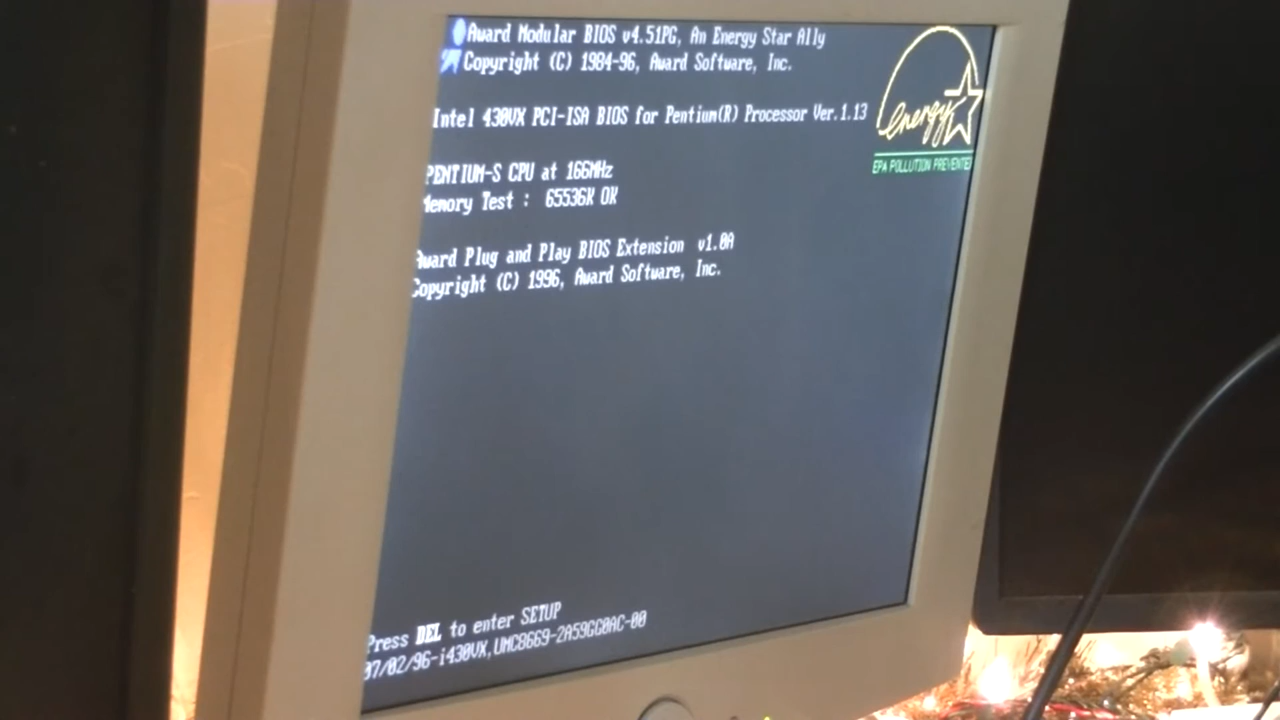 Award Modular BIOS v4.51PG, An Energy Star Ally
Copyright (C) 1984-96, Award Software, Inc.
Intel 430VX PCI-ISA BIOS for Pentium(R) Processor Ver.1.13
energy
EPA POLLUTION PREVENTER
PENTIUM-S CPU at 166MHz
Memory Test : 65536K OK
Award Plug and Play BIOS Extension v1.0A
Copyright (C) 1996, Award Software, Inc.
Press DEL to enter SETUP
07/02/96-i430VX,UMC8669-2A59GG0AC-00